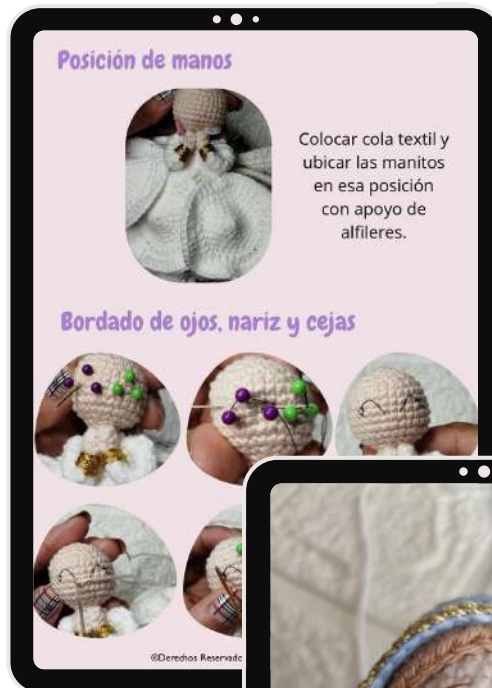 Posición de manos
Colocar cola textil y
ubicar las manitos
en esa posición
con apoyo de
alfileres.
Bordado de ojos, nariz y cejas
©Derechos Reservado